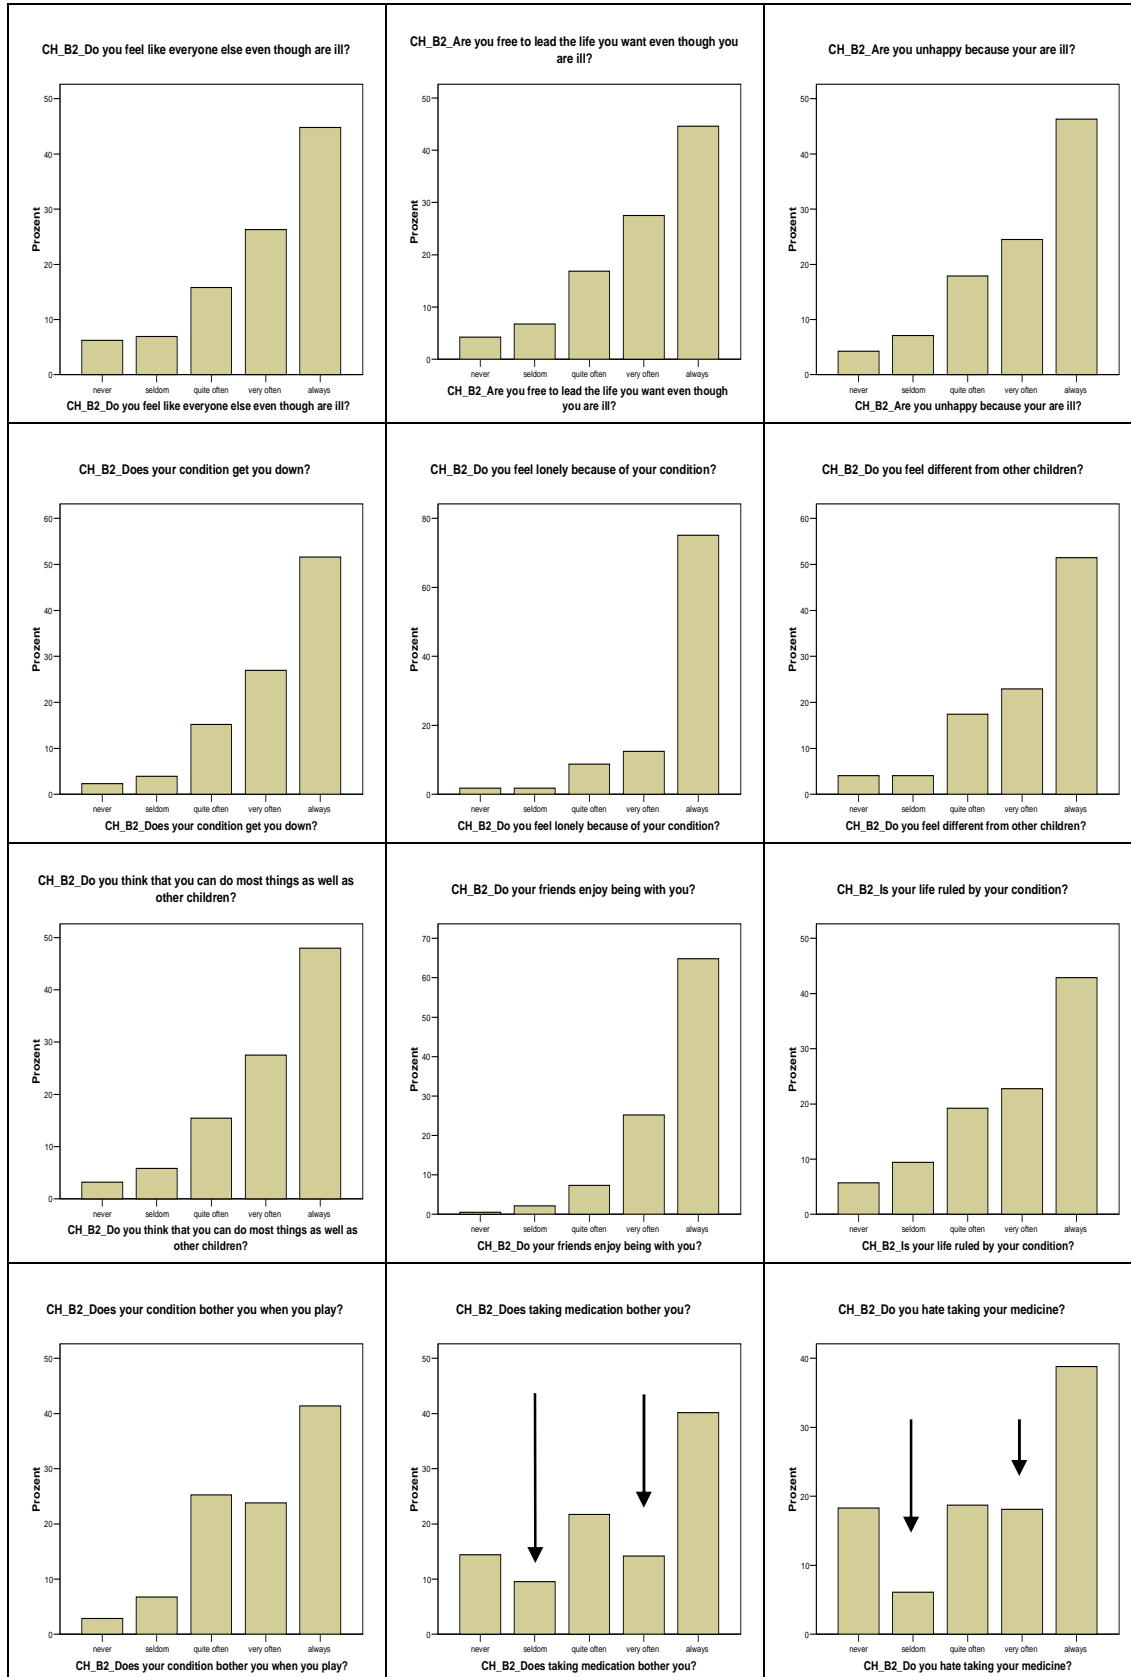 CH_B2_Do you feel like everyone else even though are ill?
50
40
30
20
10
0
Prozent
never seldom quite often very often always
CH_B2_Do you feel like everyone else even though are ill?
CH_B2_Are you free to lead the life you want even though you
are ill?
50
40
30
20
10
0
Prozent
never seldom quite often very often always
CH_B2_Are you free to lead the life you want even though
you are ill?
CH_B2_Are you unhappy because your are ill?
50
40
30
20
10
0
Prozent
never seldom quite often very often always
CH_B2_Are you unhappy because your are ill?
CH_B2_Does your condition get you down?
60
50
40
30
20
10
0
Prozent
never seldom quite often very often always
CH_B2_Does your condition get you down?
CH_B2_Do you feel lonely because of your condition?
80
60
40
20
0
Prozent
never seldom quite often very often always
CH_B2_Do you feel lonely because of your condition?
CH_B2_Do you feel different from other children?
60
50
40
30
20
10
0
Prozent
never seldom quite often very often always
CH_B2_Do you feel different from other children?
CH_B2_Do you think that you can do most things as well as
other children?
50
40
30
20
10
0
Prozent
never seldom quite often very often always
CH_B2_Do you think that you can do most things as well as
other children?
CH_B2_Do your friends enjoy being with you?
70
60
50
40
30
20
10
0
Prozent
never seldom quite often very often always
CH_B2_Do your friends enjoy being with you?
CH_B2_Is your life ruled by your condition?
50
40
30
20
10
0
Prozent
never seldom quite often very often always
CH_B2_Is your life ruled by your condition?
CH_B2_Does your condition bother you when you play?
50
40
30
20
10
0
Prozent
never seldom quite often very often always
CH_B2_Does your condition bother you when you play?
CH_B2_Does taking medication bother you?
50
40
30
20
10
0
Prozent
never seldom quite often very often always
CH_B2_Does taking medication bother you?
CH_B2_Do you hate taking your medicine?
40
30
20
10
0
Prozent
never seldom quite often very often always
CH_B2_Do you hate taking your medicine?